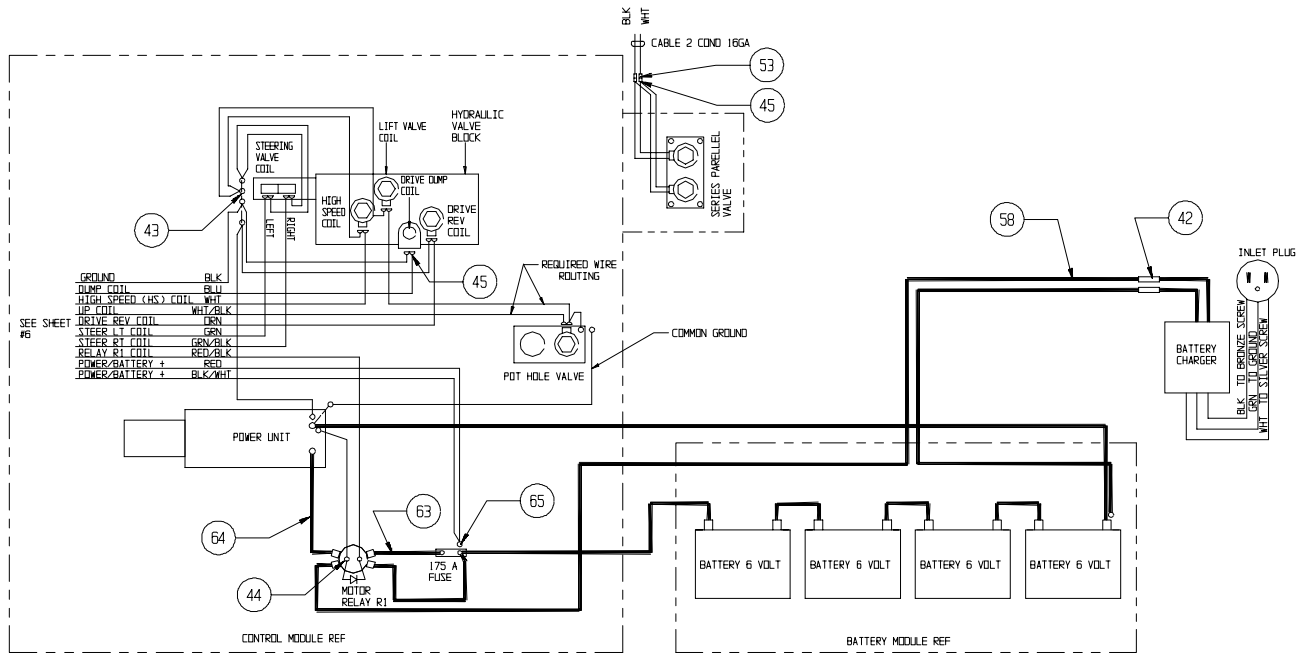 BLK
WHT
CABLE 2 COND 16GA
53
45
SERIES PARELLEL
VALVE
HYDRAULIC
VALVE
BLOCK
LIFT VALVE
COIL
STEERING
VALVE
COIL
DRIVE DUMP
COIL
HIGH
SPEED
COIL
DRIVE
REV
COIL
LEFT
RIGHT
43
45
REQUIRED WIRE
ROUTING
58
42
INLET PLUG
SEE SHEET
#6
GROUND BLK
DUMP COIL BLU
HIGH SPEED (HS) COIL WHT
UP COIL WHT/BLK
DRIVE REV COIL ORN
STEER LT COIL GRN
STEER RT COIL GRN/BLK
RELAY R1 COIL RED/BLK
POWER/BATTERY + RED
POWER/BATTERY + BLK/WHT
COMMON GROUND
POT HOLE VALVE
BATTERY
CHARGER
BLK TO BRONZE SCREW
GRN TO GROUND
WHT TO SILVER SCREW
POWER UNIT
64
63
65
44
175 A
FUSE
MOTOR
RELAY R1
BATTERY 6 VOLT
BATTERY 6 VOLT
BATTERY 6 VOLT
BATTERY 6 VOLT
CONTROL MODULE REF
BATTERY MODULE REF